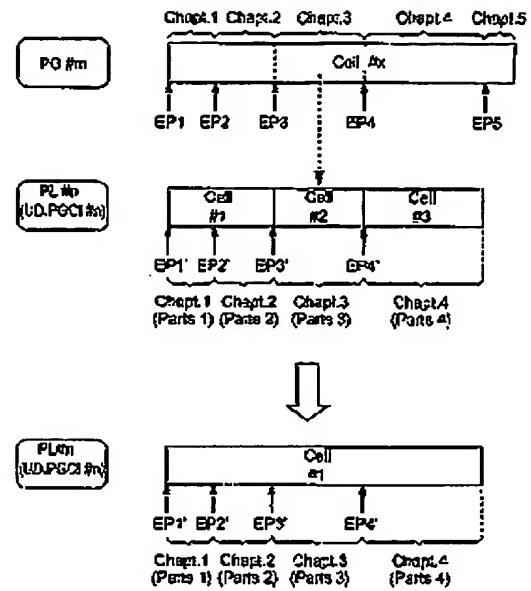 Chapt.1 Chapt.2 Chapt.3 Chapt.4 Chapt.5
PG #m
Cell #x
EP1 EP2 EP3 EP4 EP5
PL #n
(UD.PGCI #n)
Cell #1
Cell #2
Cell #3
EP1' EP2' EP3' EP4'
Chapt.1 Chapt.2 Chapt.3 Chapt.4
(Parts 1) (Parts 2) (Parts 3) (Parts 4)
PL#n
(UD.PGCI #n)
Cell
#1
EP1' EP2' EP3' EP4'
Chapt.1 Chapt.2 Chapt.3 Chapt.4
(Parts 1) (Parts 2) (Parts 3) (Parts 4)